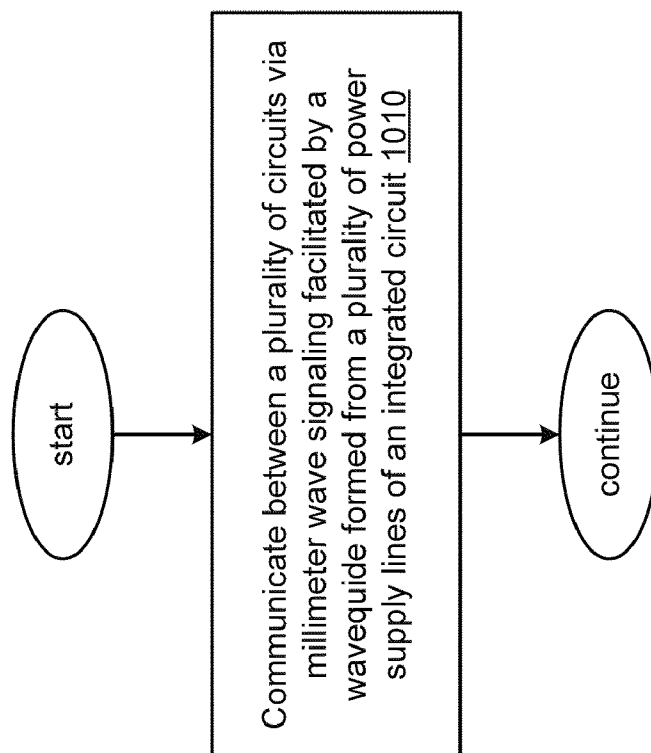 start
Communicate between a plurality of circuits via
millimeter wave signaling facilitated by a
wavequide formed from a plurality of power
supply lines of an integrated circuit 1010
continue